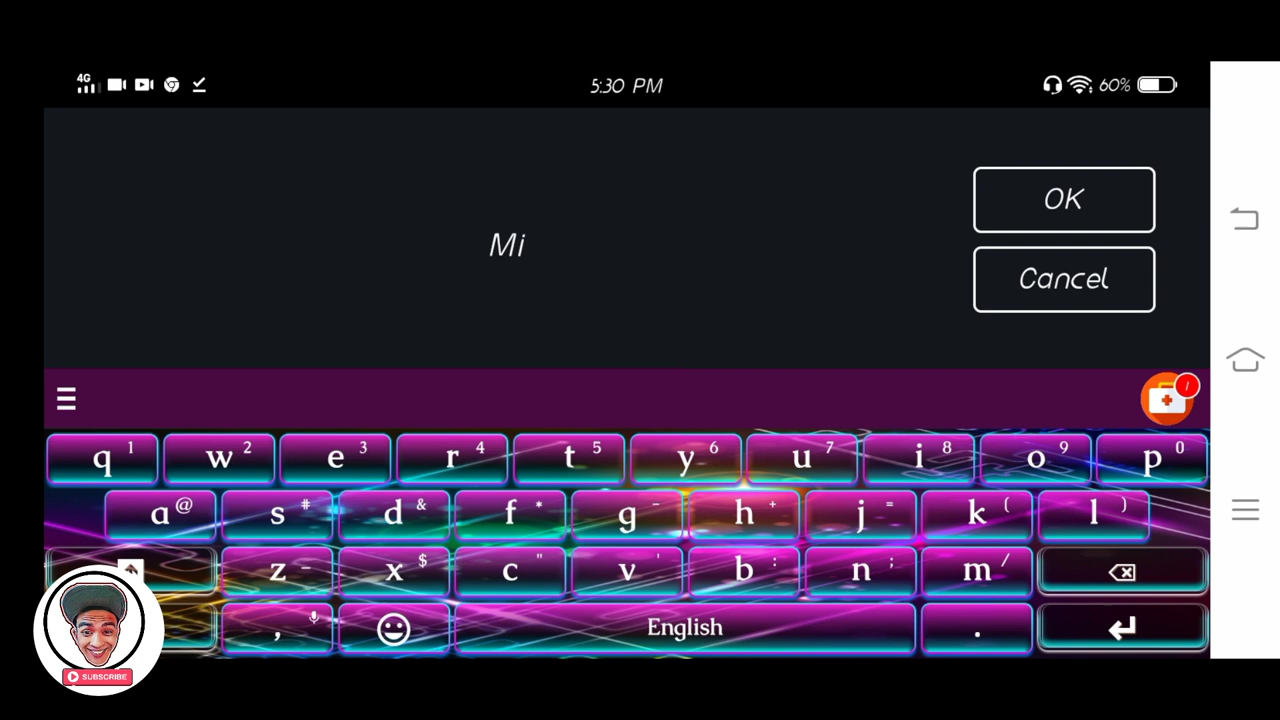 4G 5:30 PM 60%
OK
Mi
Cancel
1
q 1 w 2 e 3 r 4 t 5 y 6 u 7 i 8 o 9 p 0
a @ s # d & f * g - h + j = k ( l )
z – x $ c " v ' b : n ; m /
, English .
SUBSCRIBE